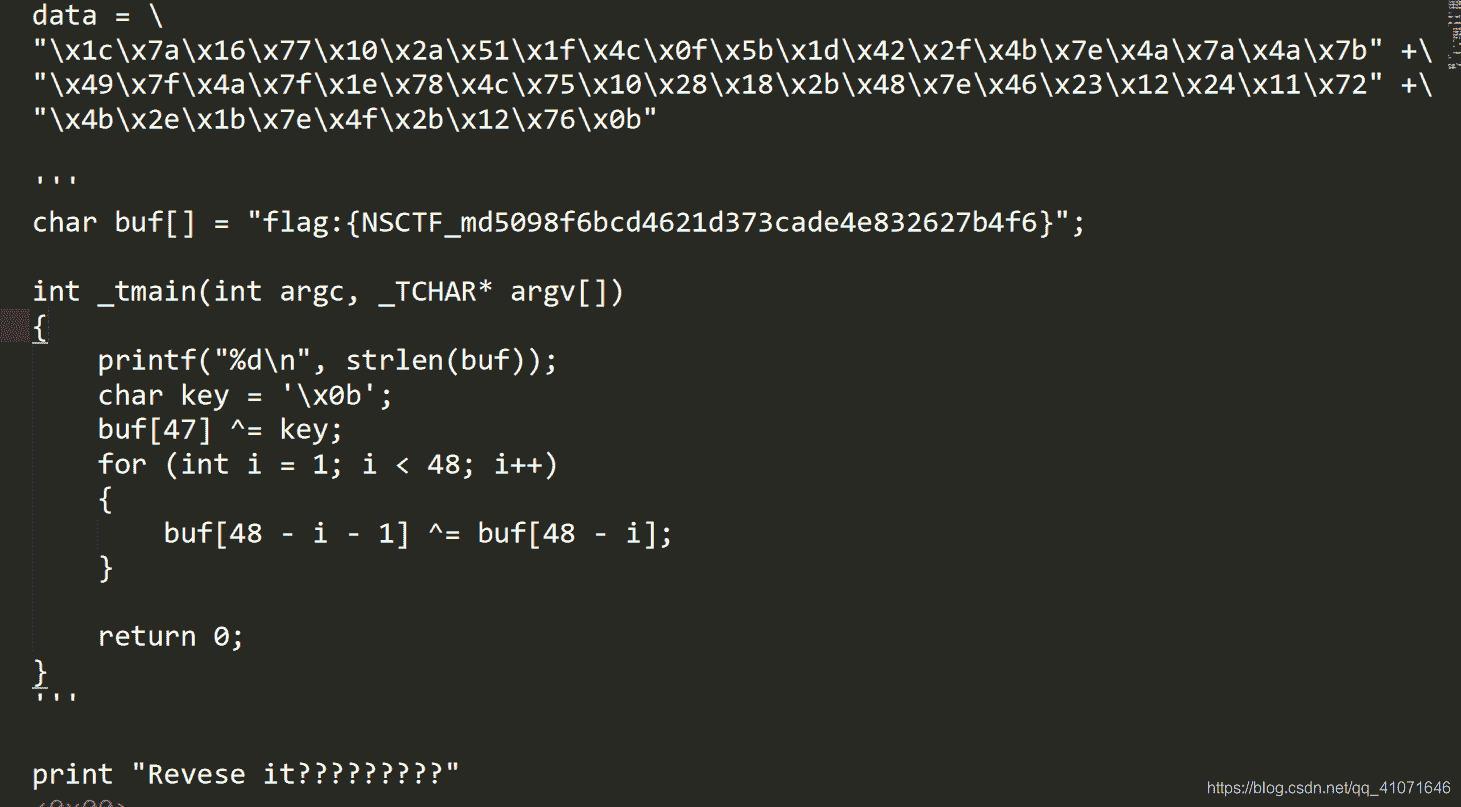 data = \
"\x1c\x7a\x16\x77\x10\x2a\x51\x1f\x4c\x0f\x5b\x1d\x42\x2f\x4b\x7e\x4a\x7a\x4a\x7b" +\
"\x49\x7f\x4a\x7f\x1e\x78\x4c\x75\x10\x28\x18\x2b\x48\x7e\x46\x23\x12\x24\x11\x72" +\
"\x4b\x2e\x1b\x7e\x4f\x2b\x12\x76\x0b"
'''
char buf[] = "flag:{NSCTF_md5098f6bcd4621d373cade4e832627b4f6}";
int _tmain(int argc, _TCHAR* argv[])
{
    printf("%d\n", strlen(buf));
    char key = '\x0b';
    buf[47] ^= key;
    for (int i = 1; i < 48; i++)
    {
        buf[48 - i - 1] ^= buf[48 - i];
    }
    return 0;
}
'''
print "Revese it?????????"
https://blog.csdn.net/qq_41071646